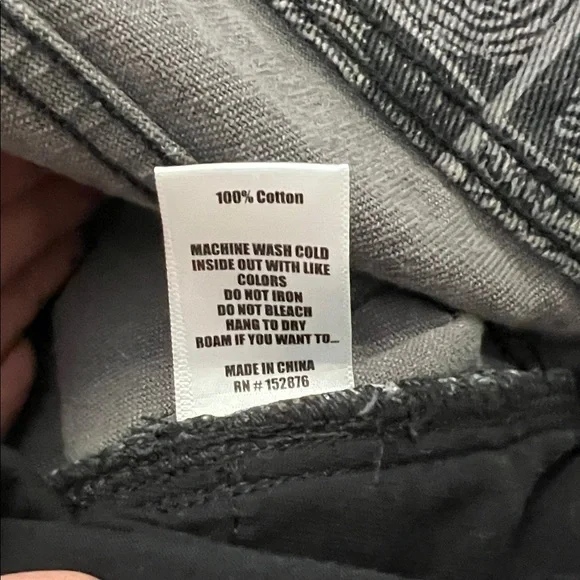 100% Cotton
MACHINE WASH COLD
INSIDE OUT WITH LIKE
COLORS
DO NOT IRON
DO NOT BLEACH
HANG TO DRY
ROAM IF YOU WANT TO...
MADE IN CHINA
RN # 152876